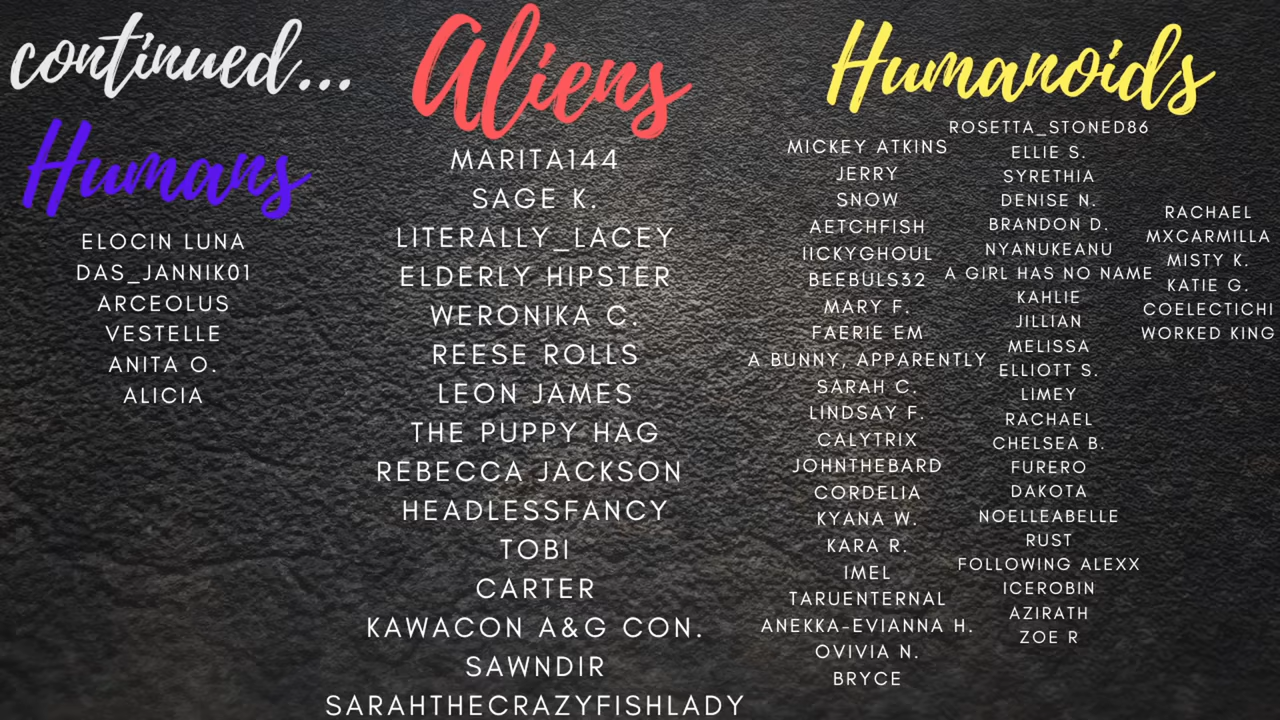 continued...
Humans
ELOCIN LUNA
DAS_JANNIK01
ARCEOLUS
VESTELLE
ANITA O.
ALICIA
Aliens
MARITA144
SAGE K.
LITERALLY_LACEY
ELDERLY HIPSTER
WERONIKA C.
REESE ROLLS
LEON JAMES
THE PUPPY HAG
REBECCA JACKSON
HEADLESSFANCY
TOBI
CARTER
KAWACON A&G CON.
SAWNDIR
SARAHTHECRAZYFISHLADY
Humanoids
MICKEY ATKINS
JERRY
SNOW
AETCHFISH
IICKYGHOUL
BEEBULS32
MARY F.
FAERIE EM
A BUNNY, APPARENTLY
SARAH C.
LINDSAY F.
CALYTRIX
JOHNTHEBARD
CORDELIA
KYANA W.
KARA R.
IMEL
TARUENTERNAL
ANEKKA-EVIANNA H.
OVIVIA N.
BRYCE
ROSETTA_STONED86
ELLIE S.
SYRETHIA
DENISE N.
BRANDON D.
NYANUKEANU
A GIRL HAS NO NAME
KAHLIE
JILLIAN
MELISSA
ELLIOTT S.
LIMEY
RACHAEL
CHELSEA B.
FURERO
DAKOTA
NOELLEABELLE
RUST
FOLLOWING ALEXX
ICEROBIN
AZIRATH
ZOE R
RACHAEL
MXCARMILLA
MISTY K.
KATIE G.
COELECTICHI
WORKED KING